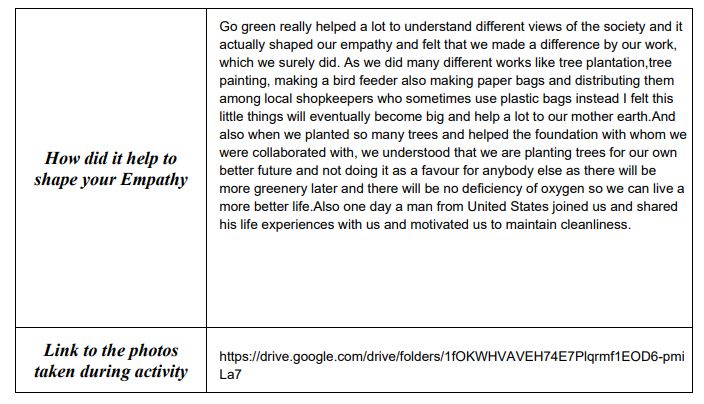 How did it help to
shape your Empathy
Go green really helped a lot to understand different views of the society and it
actually shaped our empathy and felt that we made a difference by our work,
which we surely did. As we did many different works like tree plantation,tree
painting, making a bird feeder also making paper bags and distributing them
among local shopkeepers who sometimes use plastic bags instead I felt this
little things will eventually become big and help a lot to our mother earth.And
also when we planted so many trees and helped the foundation with whom we
were collaborated with, we understood that we are planting trees for our own
better future and not doing it as a favour for anybody else as there will be
more greenery later and there will be no deficiency of oxygen so we can live a
more better life.Also one day a man from United States joined us and shared
his life experiences with us and motivated us to maintain cleanliness.
Link to the photos
taken during activity
https://drive.google.com/drive/folders/1fOKWHVAVEH74E7PIqrmf1EOD6-pmi
La7